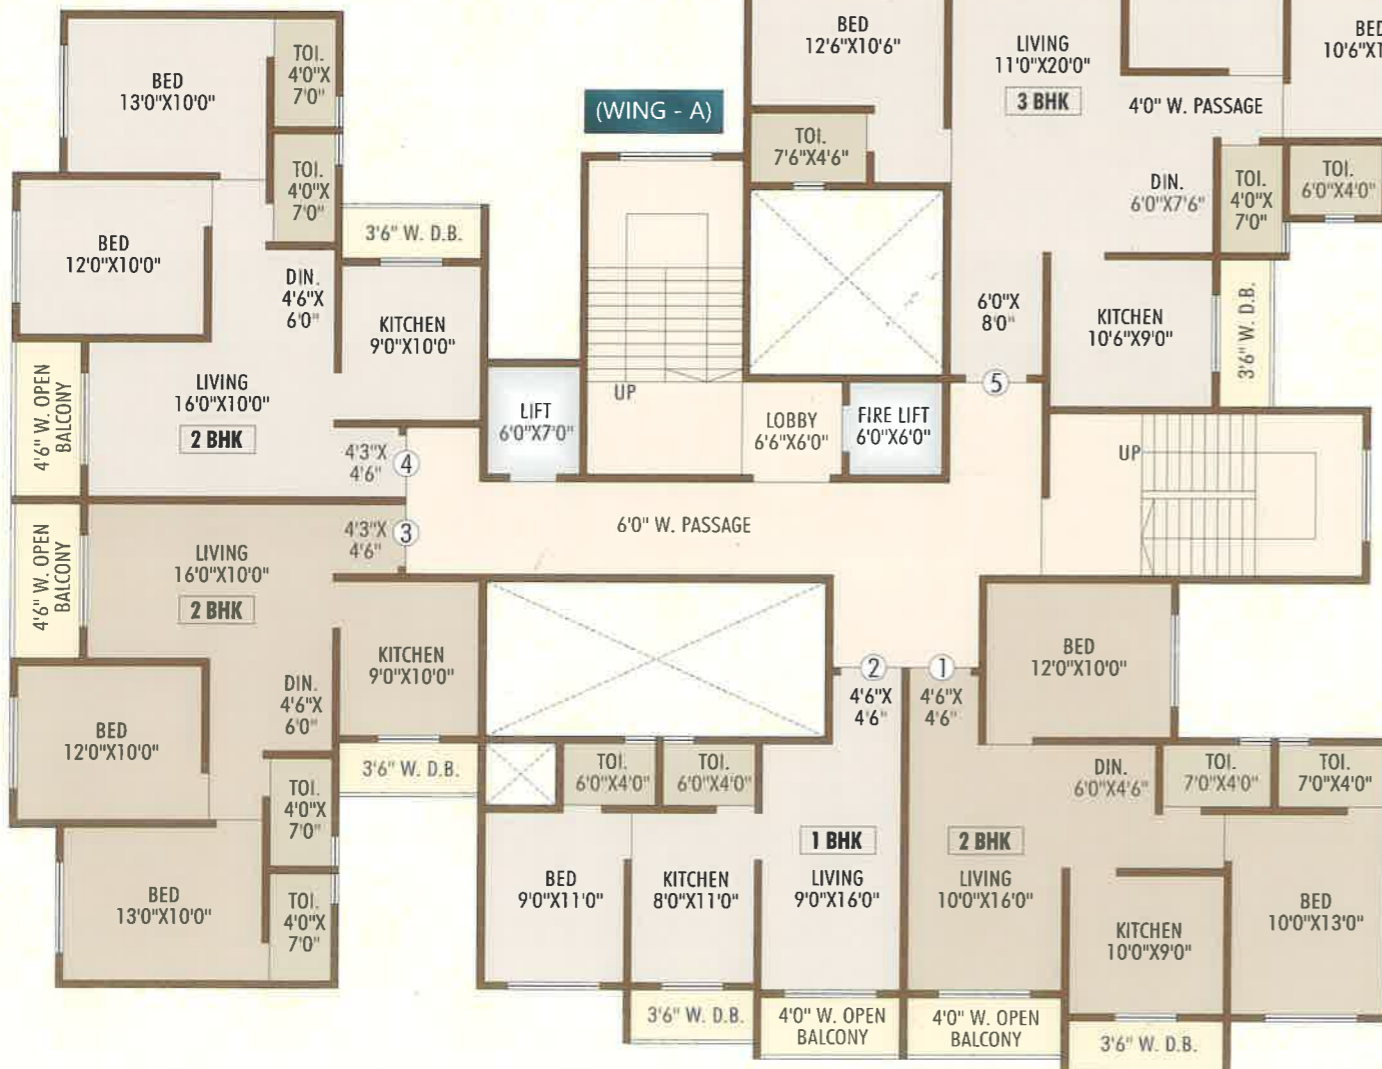 (WING - A)
BED
13'0"X10'0"
TOI.
4'0"X
7'0"
TOI.
4'0"X
7'0"
BED
12'0"X10'0"
3'6" W. D.B.
DIN.
4'6"X
6'0"
KITCHEN
9'0"X10'0"
4'6" W. OPEN
BALCONY
LIVING
16'0"X10'0"
2 BHK
4'3"X
4'6"
4
LIFT
6'0"X7'0"
UP
LOBBY
6'6"X6'0"
FIRE LIFT
6'0"X6'0"
BED
12'6"X10'6"
TOI.
7'6"X4'6"
LIVING
11'0"X20'0"
3 BHK
4'0" W. PASSAGE
DIN.
6'0"X7'6"
TOI.
4'0"X
7'0"
TOI.
6'0"X4'0"
6'0"X
8'0"
5
KITCHEN
10'6"X9'0"
3'6" W. D.B.
UP
6'0" W. PASSAGE
4'6" W. OPEN
BALCONY
LIVING
16'0"X10'0"
2 BHK
4'3"X
4'6"
3
KITCHEN
9'0"X10'0"
DIN.
4'6"X
6'0"
BED
12'0"X10'0"
3'6" W. D.B.
TOI.
4'0"X
7'0"
BED
13'0"X10'0"
TOI.
4'0"X
7'0"
2
4'6"X
4'6"
TOI.
6'0"X4'0"
TOI.
6'0"X4'0"
1 BHK
BED
9'0"X11'0"
KITCHEN
8'0"X11'0"
LIVING
9'0"X16'0"
3'6" W. D.B.
4'0" W. OPEN
BALCONY
1
4'6"X
4'6"
BED
12'0"X10'0"
DIN.
6'0"X4'6"
TOI.
7'0"X4'0"
TOI.
7'0"X4'0"
2 BHK
LIVING
10'0"X16'0"
KITCHEN
10'0"X9'0"
BED
10'0"X13'0"
4'0" W. OPEN
BALCONY
3'6" W. D.B.